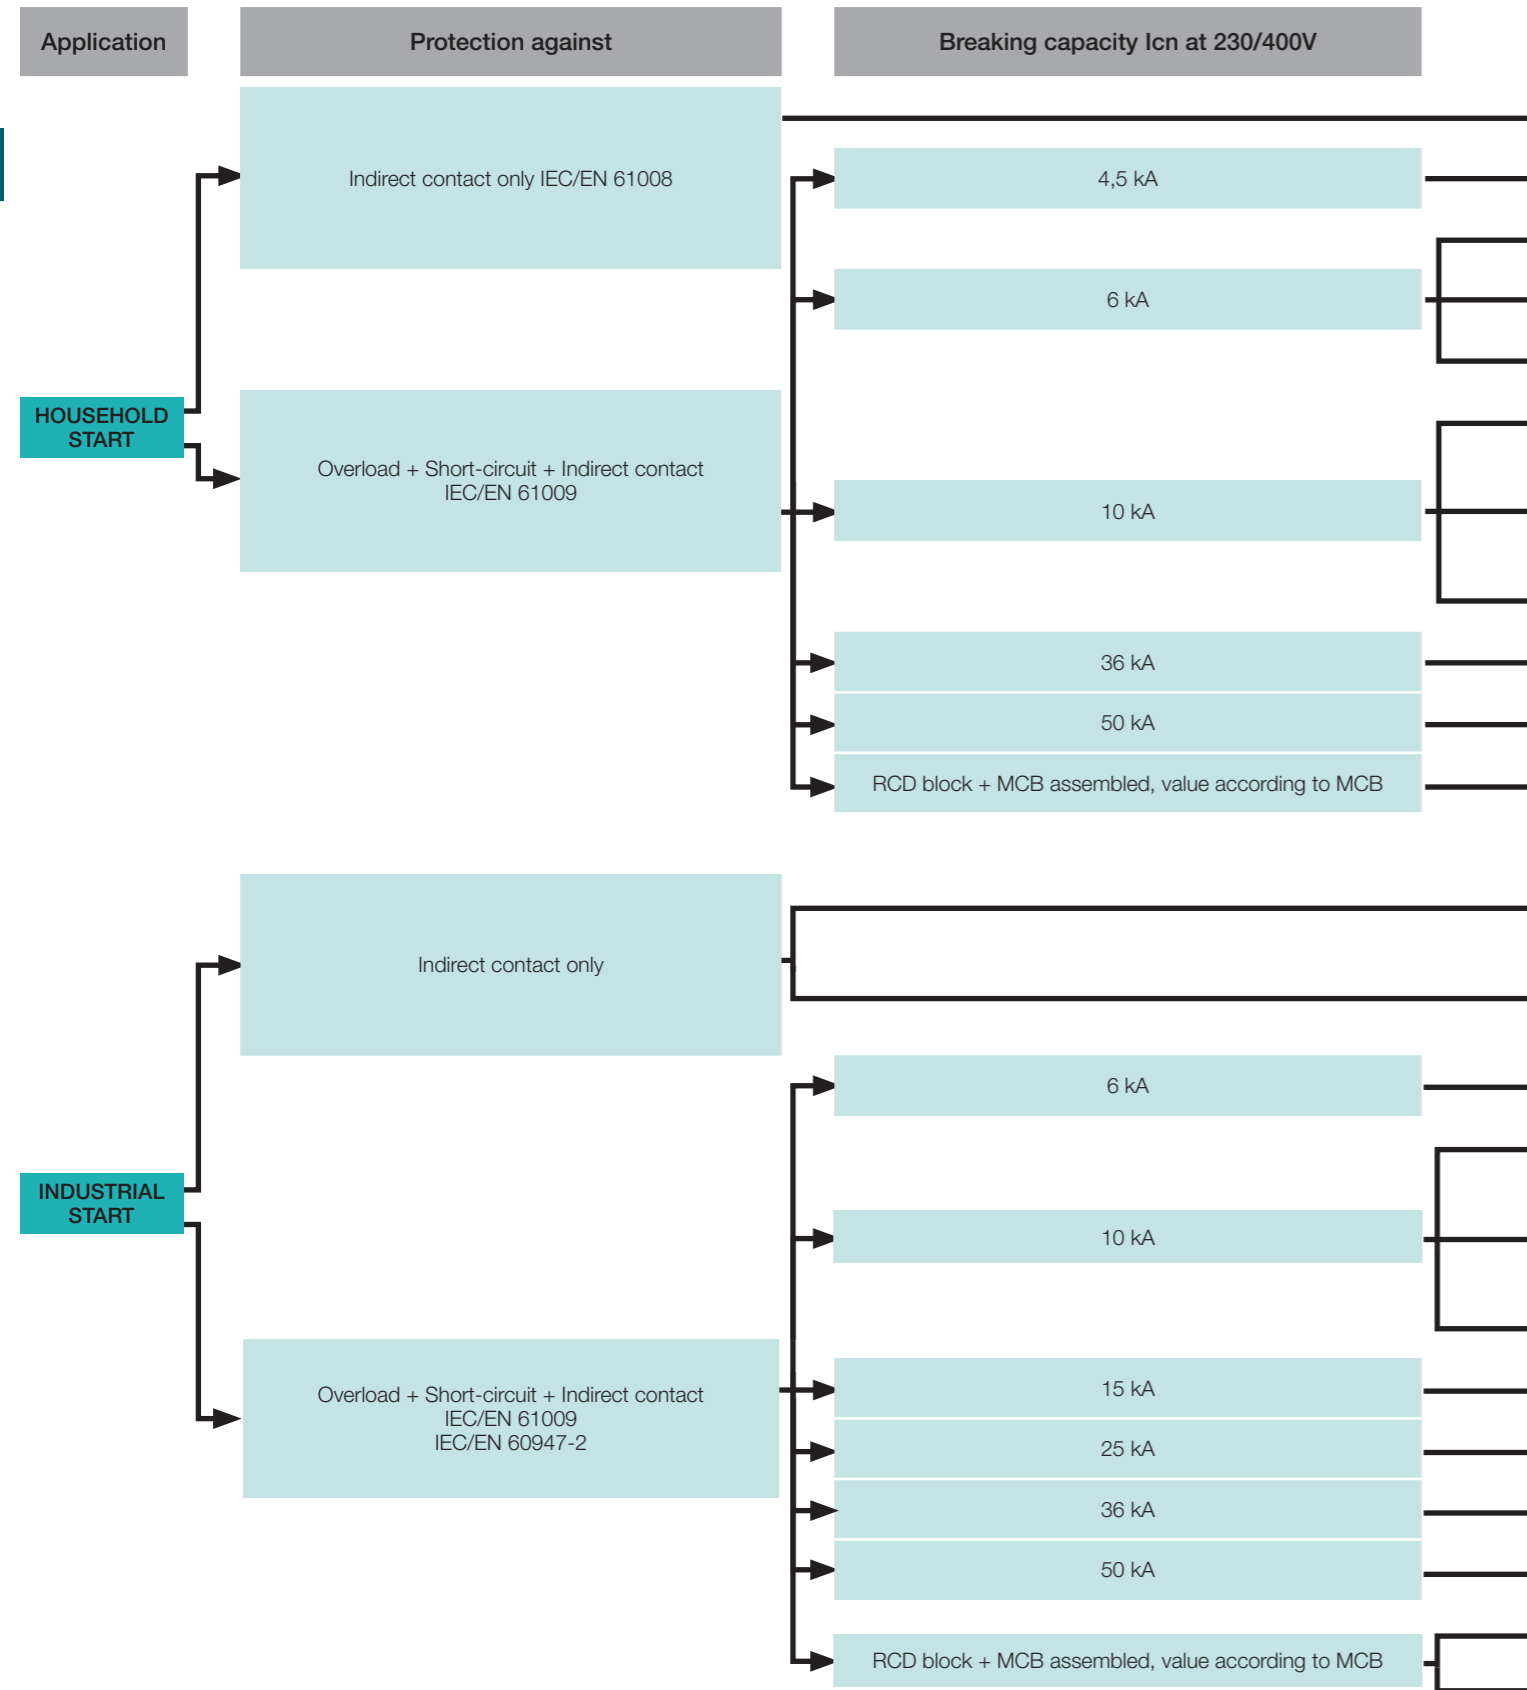 Application
Protection against
Breaking capacity Icn at 230/400V
Indirect contact only IEC/EN 61008
4,5 kA
6 kA
HOUSEHOLD
START
Overload + Short-circuit + Indirect contact
IEC/EN 61009
10 kA
36 kA
50 kA
RCD block + MCB assembled, value according to MCB
Indirect contact only
6 kA
INDUSTRIAL
START
10 kA
Overload + Short-circuit + Indirect contact
IEC/EN 61009
IEC/EN 60947-2
15 kA
25 kA
36 kA
50 kA
RCD block + MCB assembled, value according to MCB